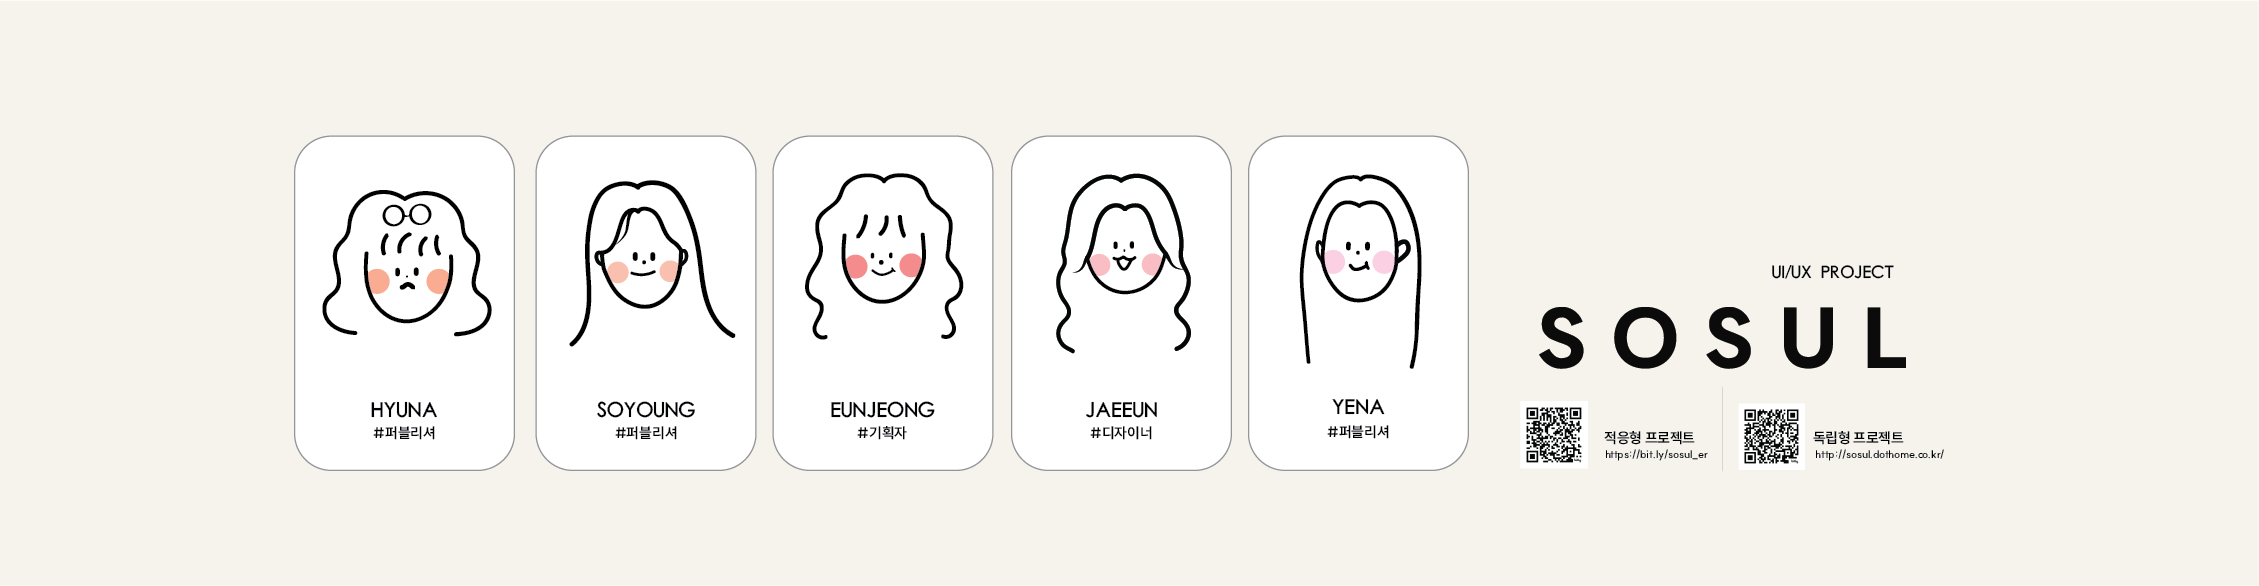 HYUNA
#퍼블리셔
SOYOUNG
#퍼블리셔
EUNJEONG
#기획자
JAEEUN
#디자이너
YENA
#퍼블리셔
UI/UX PROJECT
SOSUL
적응형 프로젝트
https://bit.ly/sosul_er
독립형 프로젝트
http://sosul.dothome.co.kr/